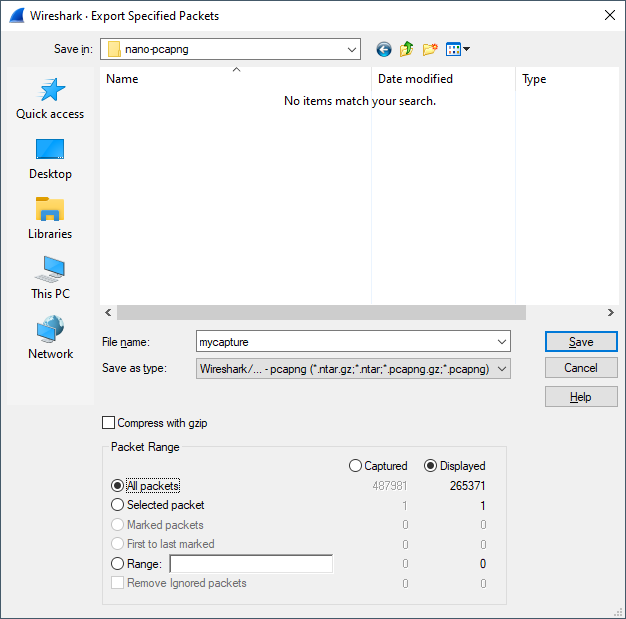 Wireshark · Export Specified Packets
Save in: nano-pcapng
Name Date modified Type
No items match your search.
Quick access
Desktop
Libraries
This PC
Network
File name: mycapture Save
Save as type: Wireshark/... - pcapng (*.ntar.gz;*.ntar;*.pcapng.gz;*.pcapng) Cancel
Help
Compress with gzip
Packet Range
Captured Displayed
All packets 487981 265371
Selected packet 1 1
Marked packets 0 0
First to last marked 0 0
Range: 0 0
Remove Ignored packets 0 0